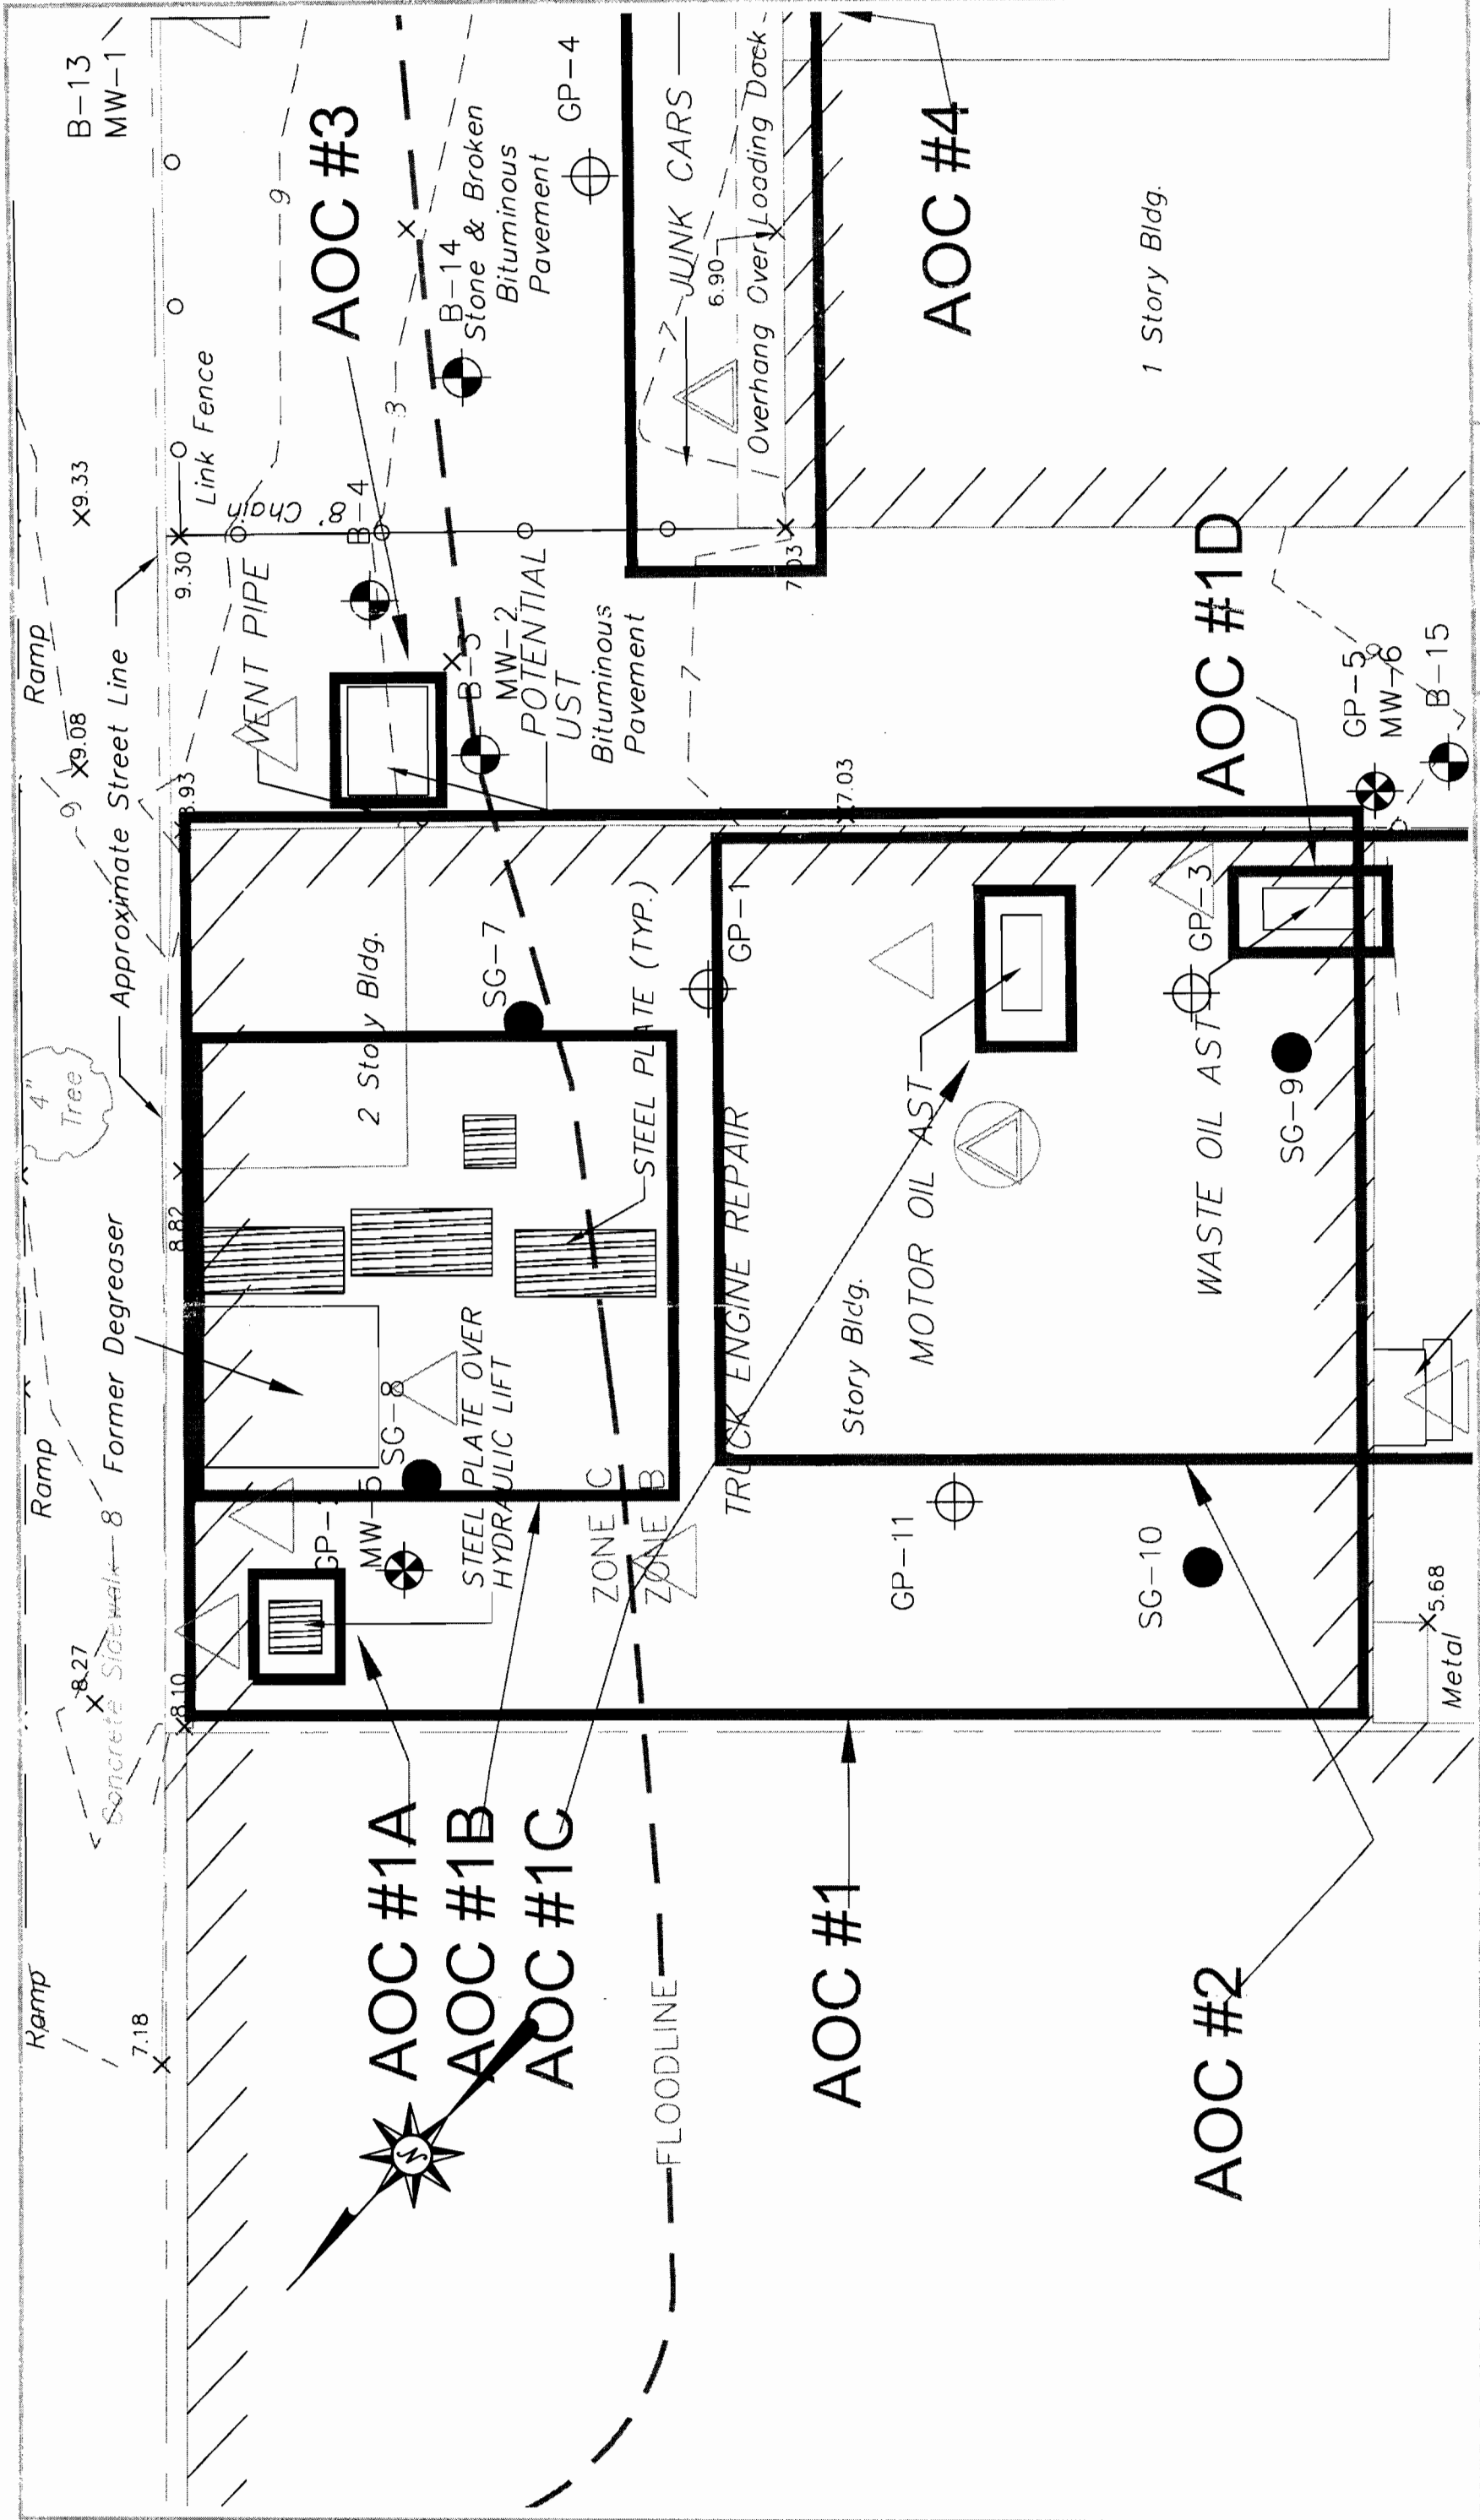 B-13
MW-1
AOC #3
9
B-14
Stone & Broken
Bituminous
Pavement
GP-4
JUNK CARS
6.90
Overhang Over Loading Dock
AOC #4
1 Story Bldg.
Link Fence
Chain
8'
8
B-4
9.30
X9.33
Ramp
Approximate Street Line
X9.08
9
8.93
VENT PIPE
B-3
MW-2
POTENTIAL
UST
Bituminous
Pavement
7
7.03
7.03
AOC #1D
GP-5
MW-6
B-15
4"
Tree
2 Story Bldg.
SG-7
STEEL PLATE (TYP.)
GP-1
GP-3
8.82
Former Degreaser
SG-8
STEEL PLATE OVER
HYDRAULIC LIFT
TRUCK ENGINE REPAIR
Story Bldg.
MOTOR OIL AST
WASTE OIL AST
SG-9
Ramp
8
Concrete Sidewalk
8.27
8.10
MW-5
ZONE C
ZONE B
GP-11
SG-10
5.68
Metal
AOC #1A
AOC #1B
AOC #1C
AOC #1
AOC #2
Ramp
7.18
N
FLOODLINE